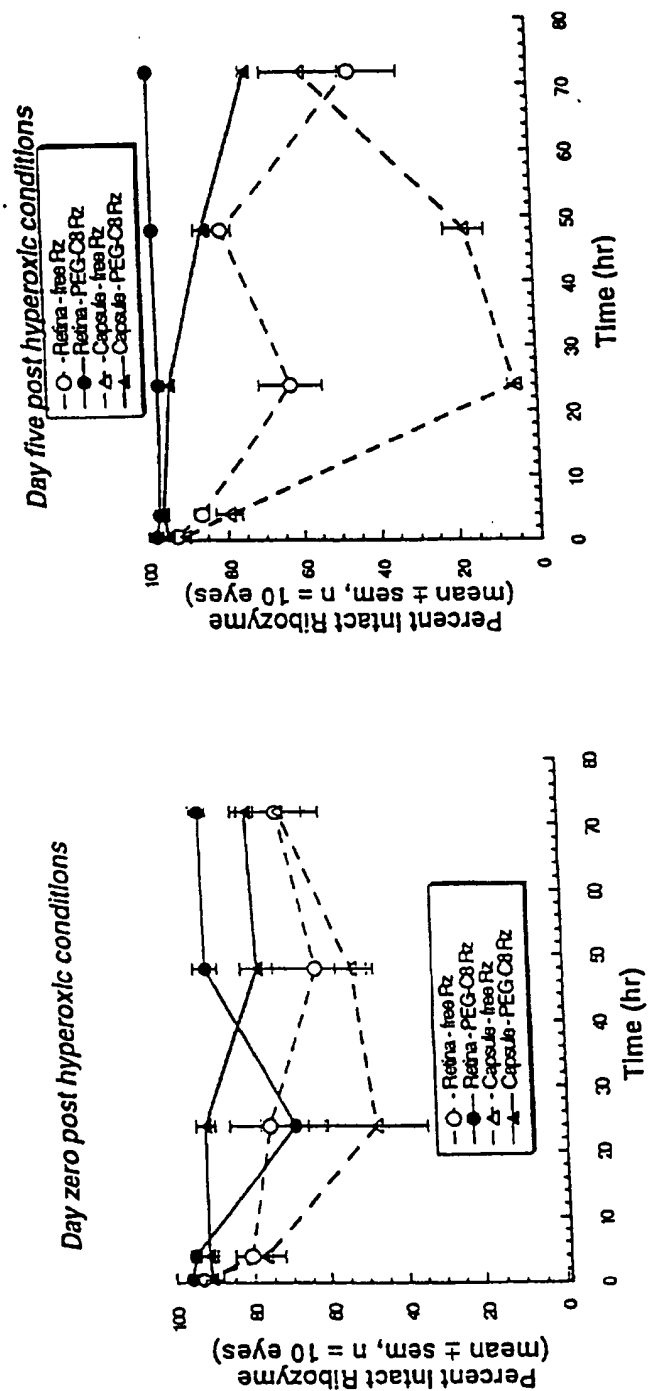 Day zero post hyperoxic conditions
Percent Intact Ribozyme
(mean ± sem, n = 10 eyes)
100
80
60
40
20
0
- Retina - free Rz
Retina - PEG-C8 Rz
- Capsule - free Rz
Capsule - PEG C8 Rz
0
10
20
30
40
50
60
70
80
Time (hr)
Day five post hyperoxic conditions
- Retina - free Rz
Retina - PEG-C8 Rz
- Capsule - free Rz
Capsule - PEG-C8 Rz
Percent Intact Ribozyme
(mean ± sem, n = 10 eyes)
100
80
60
40
20
0
0
10
20
30
40
50
60
70
80
Time (hr)